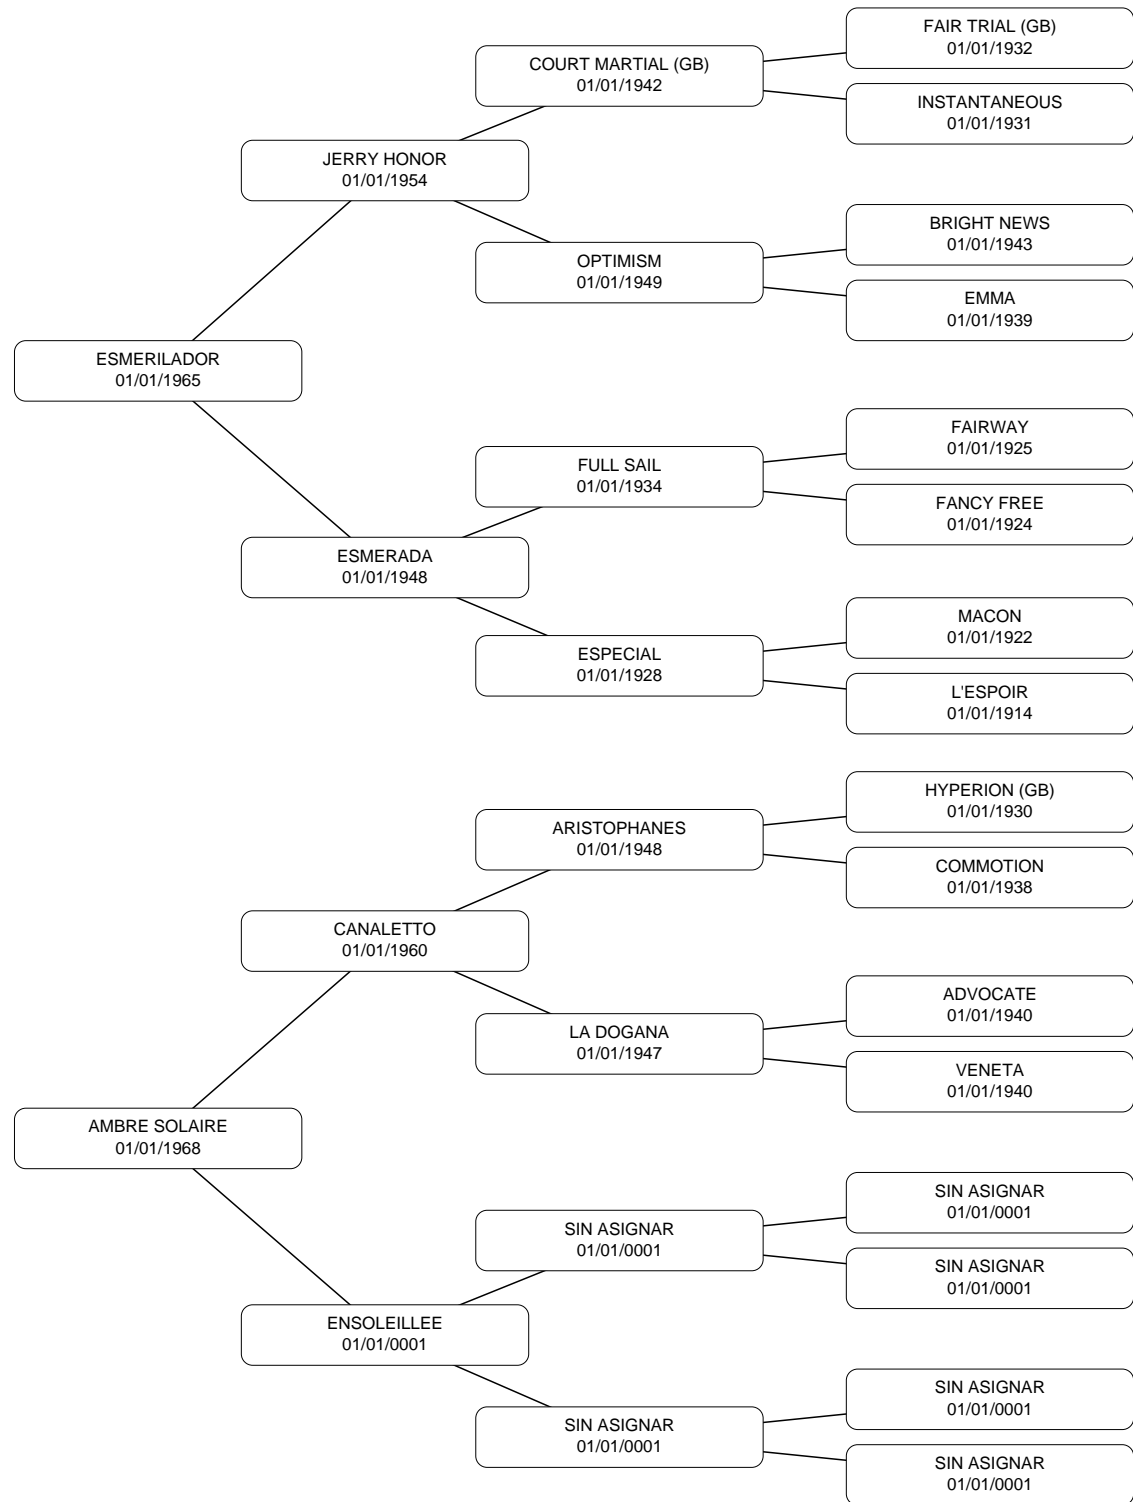 FAIR TRIAL (GB)
01/01/1932
COURT MARTIAL (GB)
01/01/1942
INSTANTANEOUS
01/01/1931
JERRY HONOR
01/01/1954
BRIGHT NEWS
01/01/1943
OPTIMISM
01/01/1949
EMMA
01/01/1939
ESMERILADOR
01/01/1965
FAIRWAY
01/01/1925
FULL SAIL
01/01/1934
FANCY FREE
01/01/1924
ESMERADA
01/01/1948
MACON
01/01/1922
ESPECIAL
01/01/1928
L'ESPOIR
01/01/1914
HYPERION (GB)
01/01/1930
ARISTOPHANES
01/01/1948
COMMOTION
01/01/1938
CANALETTO
01/01/1960
ADVOCATE
01/01/1940
LA DOGANA
01/01/1947
VENETA
01/01/1940
AMBRE SOLAIRE
01/01/1968
SIN ASIGNAR
01/01/0001
SIN ASIGNAR
01/01/0001
SIN ASIGNAR
01/01/0001
ENSOLEILLEE
01/01/0001
SIN ASIGNAR
01/01/0001
SIN ASIGNAR
01/01/0001
SIN ASIGNAR
01/01/0001